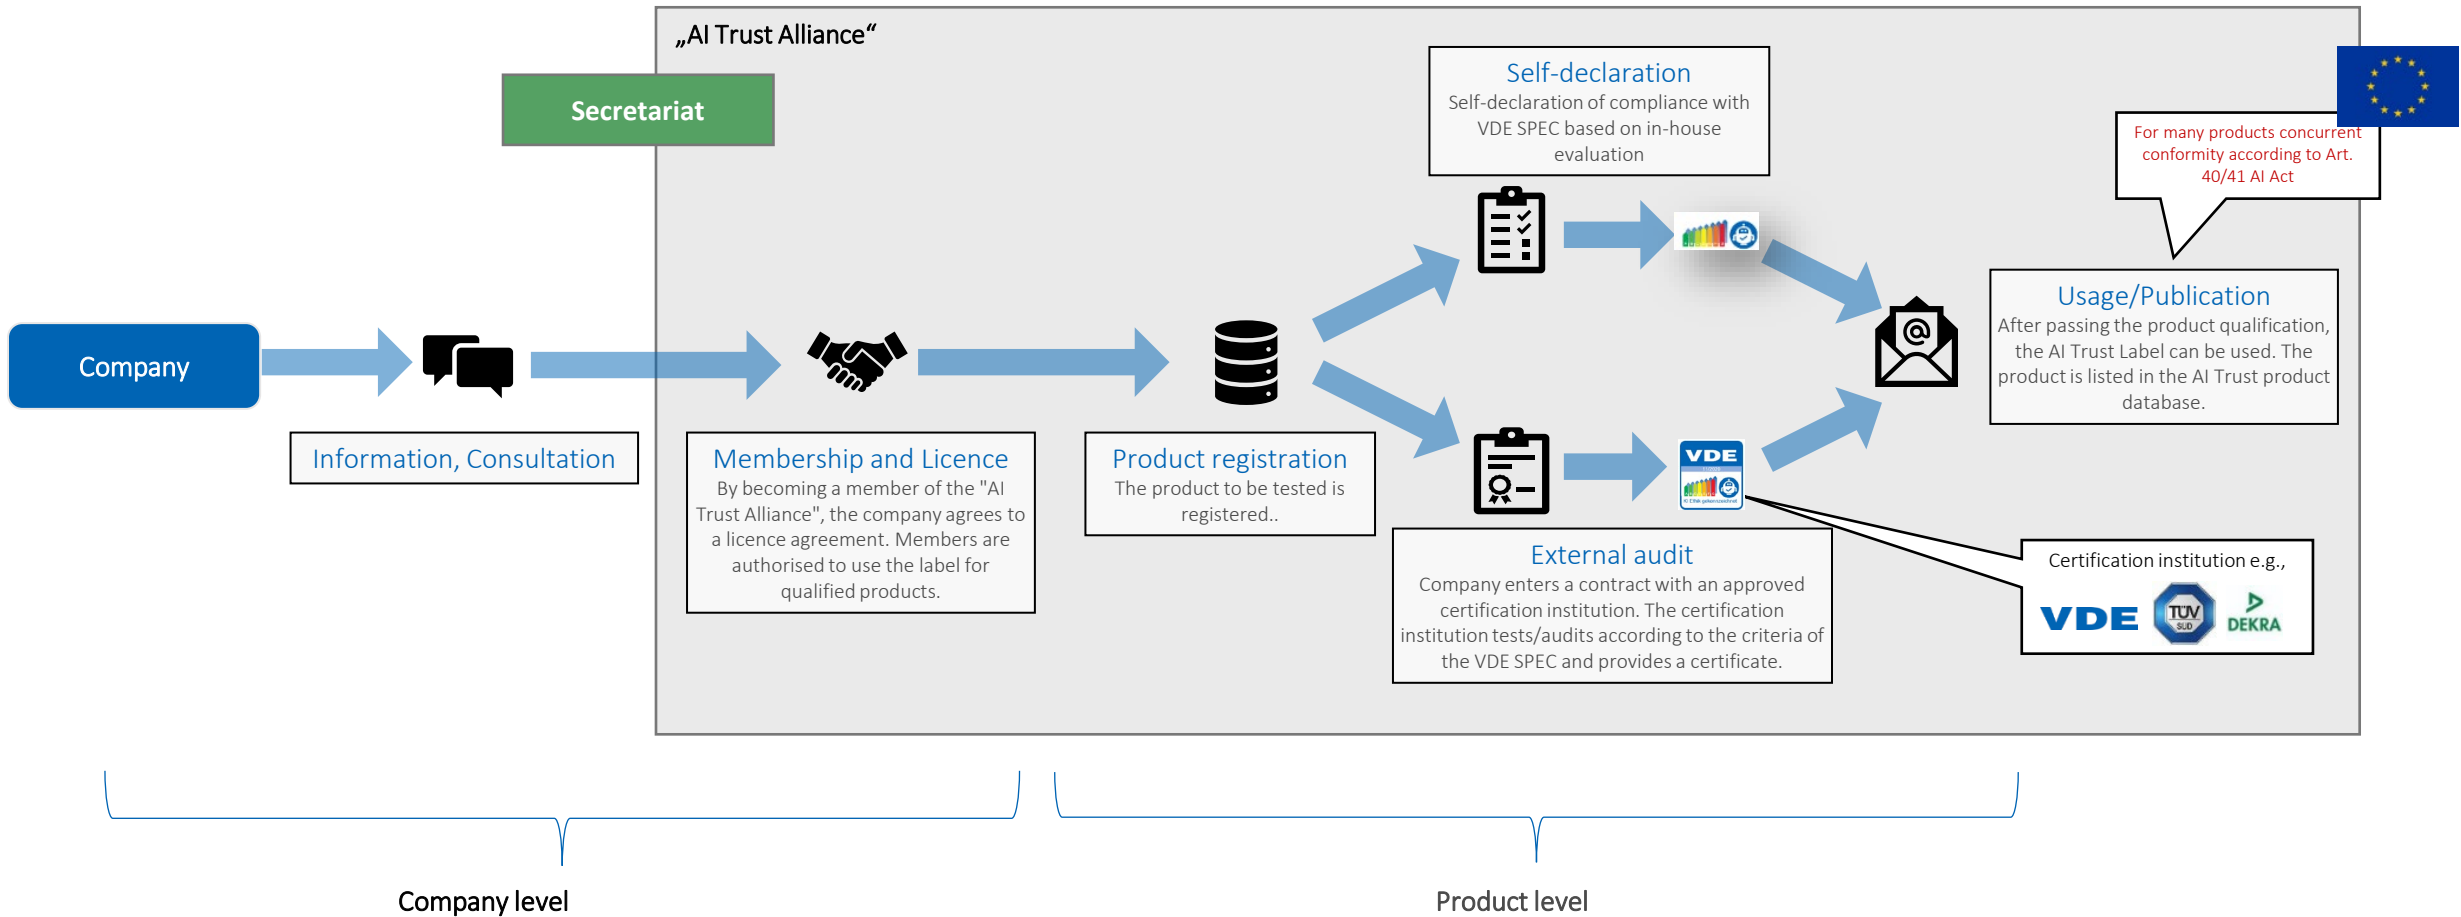 „AI Trust Alliance“
Secretariat
Company
Information, Consultation
Membership and Licence
By becoming a member of the "AI
Trust Alliance", the company agrees to
a licence agreement. Members are
authorised to use the label for
qualified products.
Product registration
The product to be tested is
registered..
Self-declaration
Self-declaration of compliance with
VDE SPEC based on in-house
evaluation
VDE
External audit
Company enters a contract with an approved
certification institution. The certification
institution tests/audits according to the criteria of
the VDE SPEC and provides a certificate.
For many products concurrent
conformity according to Art.
40/41 AI Act
Usage/Publication
After passing the product qualification,
the AI Trust Label can be used. The
product is listed in the AI Trust product
database.
Certification institution e.g.,
VDE
TÜV
SÜD
DEKRA
Company level
Product level